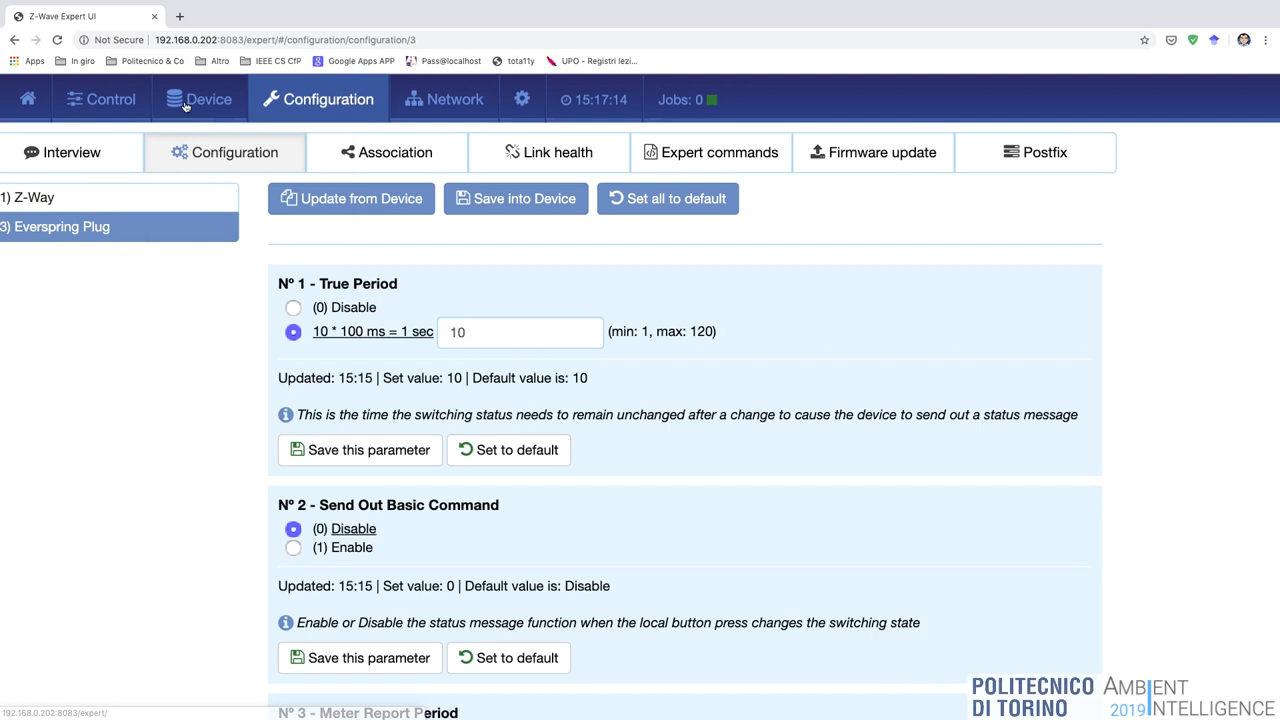 Z-Wave Expert UI
Not Secure | 192.168.0.202:8083/expert/#/configuration/configuration/3
Apps In giro Politecnico & Co Altro IEEE CS CfP Google Apps APP Pass@localhost tota11y UPO - Registri lezi...
Control Device Configuration Network 15:17:14 Jobs: 0
Interview Configuration Association Link health Expert commands Firmware update Postfix
1) Z-Way
3) Everspring Plug
Update from Device Save into Device Set all to default
Nº 1 - True Period
(0) Disable
10 * 100 ms = 1 sec 10 (min: 1, max: 120)
Updated: 15:15 | Set value: 10 | Default value is: 10
This is the time the switching status needs to remain unchanged after a change to cause the device to send out a status message
Save this parameter Set to default
Nº 2 - Send Out Basic Command
(0) Disable
(1) Enable
Updated: 15:15 | Set value: 0 | Default value is: Disable
Enable or Disable the status message function when the local button press changes the switching state
Save this parameter Set to default
Nº 3 - Meter Report Period
192.168.0.202:8083/expert/
POLITECNICO
DI TORINO
AMBIENT
2019 INTELLIGENCE